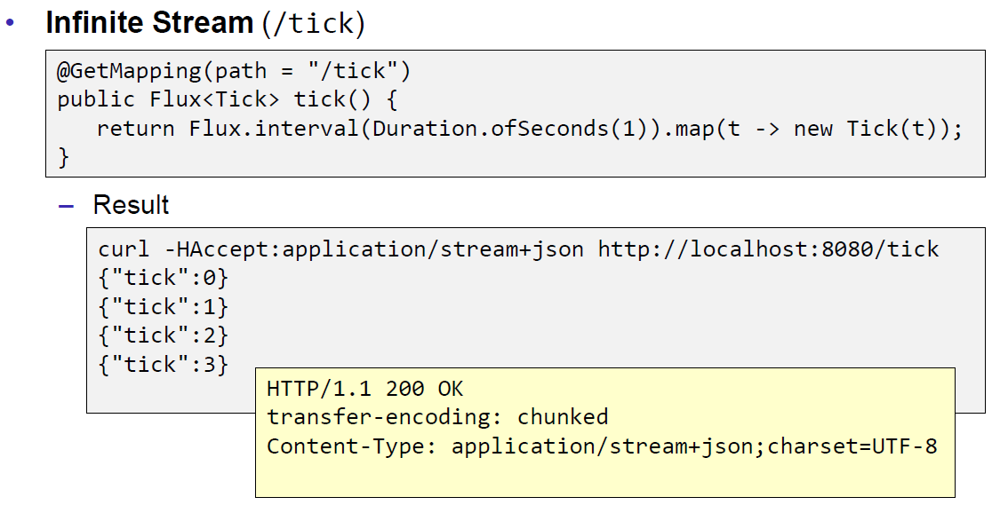 • Infinite Stream (/tick)
@GetMapping(path = "/tick")
public Flux<Tick> tick() {
   return Flux.interval(Duration.ofSeconds(1)).map(t -> new Tick(t));
}
– Result
curl -HAccept:application/stream+json http://localhost:8080/tick
{"tick":0}
{"tick":1}
{"tick":2}
{"tick":3}
HTTP/1.1 200 OK
transfer-encoding: chunked
Content-Type: application/stream+json;charset=UTF-8